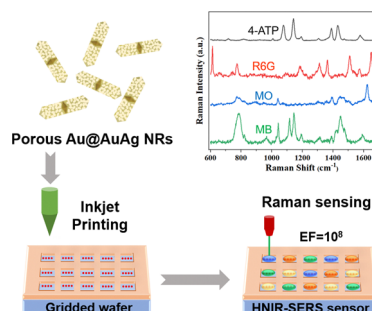 4-ATP
R6G
MO
MB
Raman Intensity (a.u.)
600 800 1000 1200 1400 1600
Raman Shift (cm-1)
Porous Au@AuAg NRs
Inkjet
Printing
Raman sensing
EF=10⁸
Gridded wafer
HNIR-SERS sensor